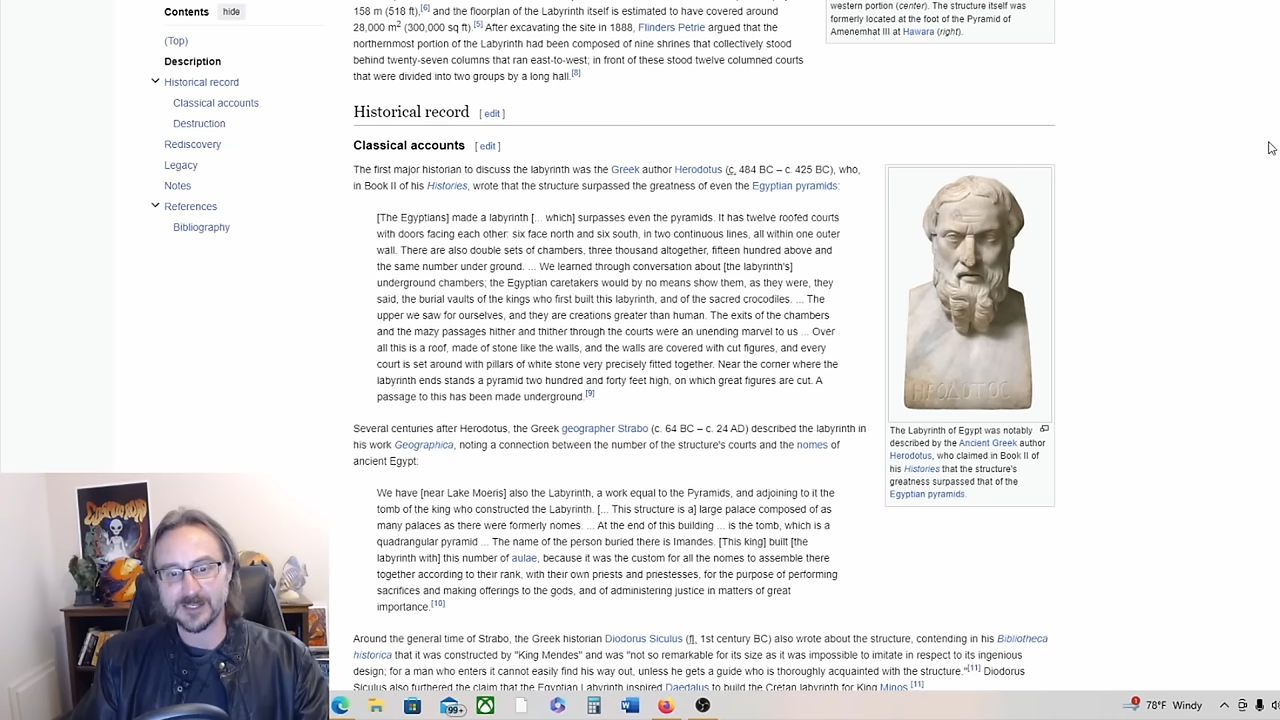 Contents hide
(Top)
Description
Historical record
Classical accounts
Destruction
Rediscovery
Legacy
Notes
References
Bibliography
158 m (518 ft),[6] and the floorplan of the Labyrinth itself is estimated to have covered around
28,000 m2 (300,000 sq ft).[5] After excavating the site in 1888, Flinders Petrie argued that the
northernmost portion of the Labyrinth had been composed of nine shrines that collectively stood
behind twenty-seven columns that ran east-to-west; in front of these stood twelve columned courts
that were divided into two groups by a long hall.[8]
western portion (center). The structure itself was
formerly located at the foot of the Pyramid of
Amenemhat III at Hawara (right).
Historical record [ edit ]
Classical accounts [ edit ]
The first major historian to discuss the labyrinth was the Greek author Herodotus (c. 484 BC – c. 425 BC), who,
in Book II of his Histories, wrote that the structure surpassed the greatness of even the Egyptian pyramids:
[The Egyptians] made a labyrinth [... which] surpasses even the pyramids. It has twelve roofed courts
with doors facing each other: six face north and six south, in two continuous lines, all within one outer
wall. There are also double sets of chambers, three thousand altogether, fifteen hundred above and
the same number under ground. ... We learned through conversation about [the labyrinth's]
underground chambers; the Egyptian caretakers would by no means show them, as they were, they
said, the burial vaults of the kings who first built this labyrinth, and of the sacred crocodiles. ... The
upper we saw for ourselves, and they are creations greater than human. The exits of the chambers
and the mazy passages hither and thither through the courts were an unending marvel to us ... Over
all this is a roof, made of stone like the walls, and the walls are covered with cut figures, and every
court is set around with pillars of white stone very precisely fitted together. Near the corner where the
labyrinth ends stands a pyramid two hundred and forty feet high, on which great figures are cut. A
passage to this has been made underground.[9]
ΗΡΟΔΟΤΟΣ
The Labyrinth of Egypt was notably
described by the Ancient Greek author
Herodotus, who claimed in Book II of
his Histories that the structure's
greatness surpassed that of the
Egyptian pyramids.
Several centuries after Herodotus, the Greek geographer Strabo (c. 64 BC – c. 24 AD) described the labyrinth in
his work Geographica, noting a connection between the number of the structure's courts and the nomes of
ancient Egypt:
We have [near Lake Moeris] also the Labyrinth, a work equal to the Pyramids, and adjoining to it the
tomb of the king who constructed the Labyrinth. [... This structure is a] large palace composed of as
many palaces as there were formerly nomes. ... At the end of this building ... is the tomb, which is a
quadrangular pyramid ... The name of the person buried there is Imandes. [This king] built [the
labyrinth with] this number of aulae, because it was the custom for all the nomes to assemble there
together according to their rank, with their own priests and priestesses, for the purpose of performing
sacrifices and making offerings to the gods, and of administering justice in matters of great
importance.[10]
Around the general time of Strabo, the Greek historian Diodorus Siculus (fl. 1st century BC) also wrote about the structure, contending in his Bibliotheca
historica that it was constructed by "King Mendes" and was "not so remarkable for its size as it was impossible to imitate in respect to its ingenious
design; for a man who enters it cannot easily find his way out, unless he gets a guide who is thoroughly acquainted with the structure."[11] Diodorus
Siculus also furthered the claim that the Egyptian Labyrinth inspired Daedalus to build the Cretan labyrinth for King Minos.[11]
99+
78°F Windy